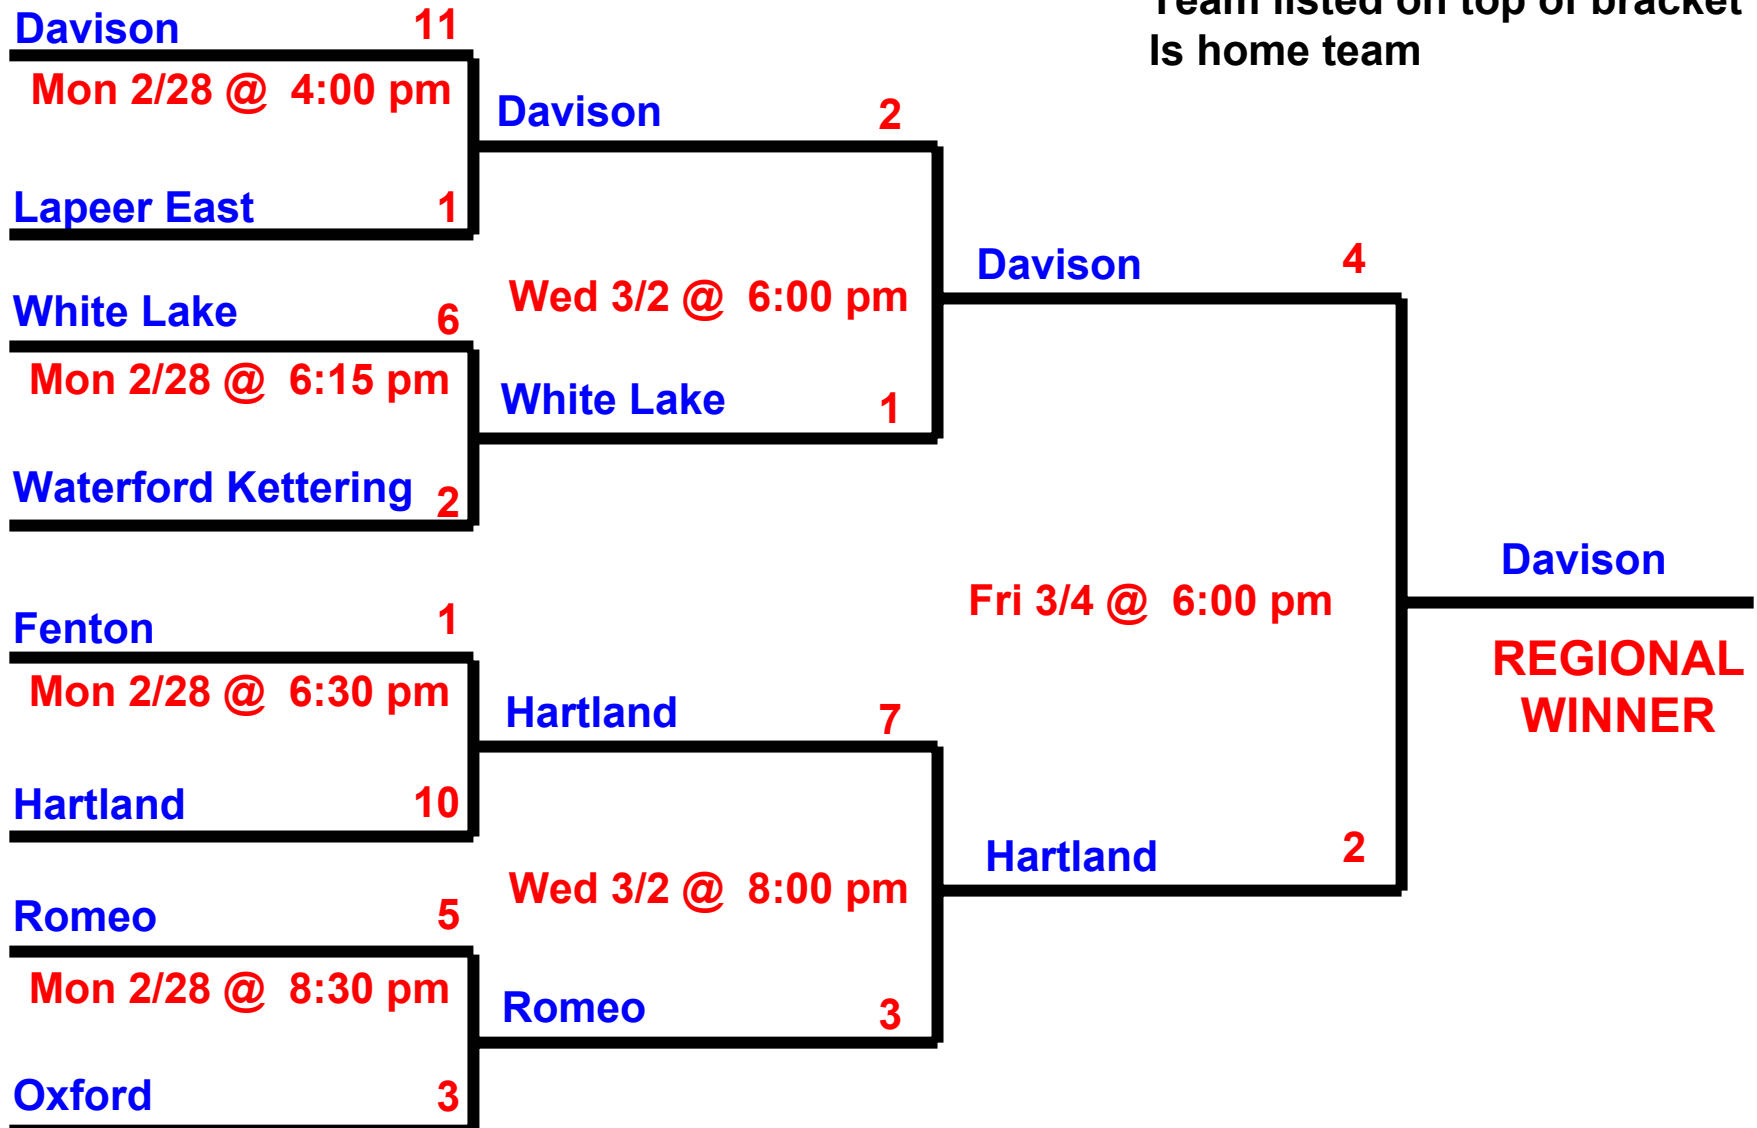 Team listed on top of bracket
Is home team
Davison 11
Mon 2/28 @ 4:00 pm
Lapeer East 1
White Lake 6
Mon 2/28 @ 6:15 pm
Waterford Kettering 2
Fenton 1
Mon 2/28 @ 6:30 pm
Hartland 10
Romeo 5
Mon 2/28 @ 8:30 pm
Oxford 3
Davison 2
Wed 3/2 @ 6:00 pm
White Lake 1
Hartland 7
Wed 3/2 @ 8:00 pm
Romeo 3
Davison 4
Fri 3/4 @ 6:00 pm
Hartland 2
Davison
REGIONAL
WINNER